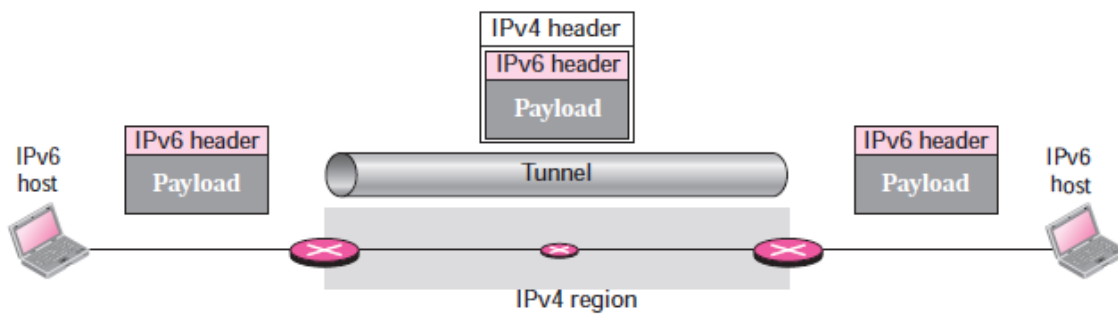 IPv4 header
IPv6 header
Payload
IPv6 header
Payload
IPv6 header
Payload
IPv6
host
Tunnel
IPv6
host
IPv4 region